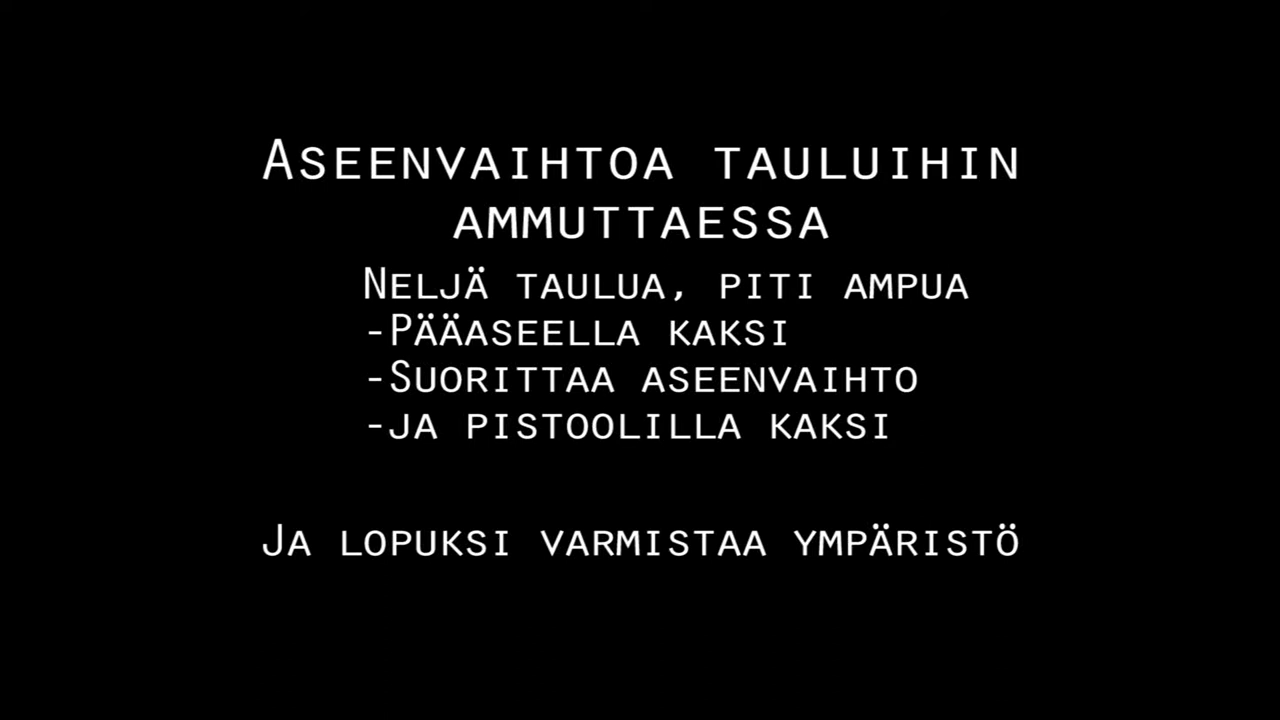 Aseenvaihtoa tauluihin
ammuttaessa
Neljä taulua, piti ampua
-Pääaseella kaksi
-Suorittaa aseenvaihto
-ja pistoolilla kaksi
Ja lopuksi varmistaa ympäristö